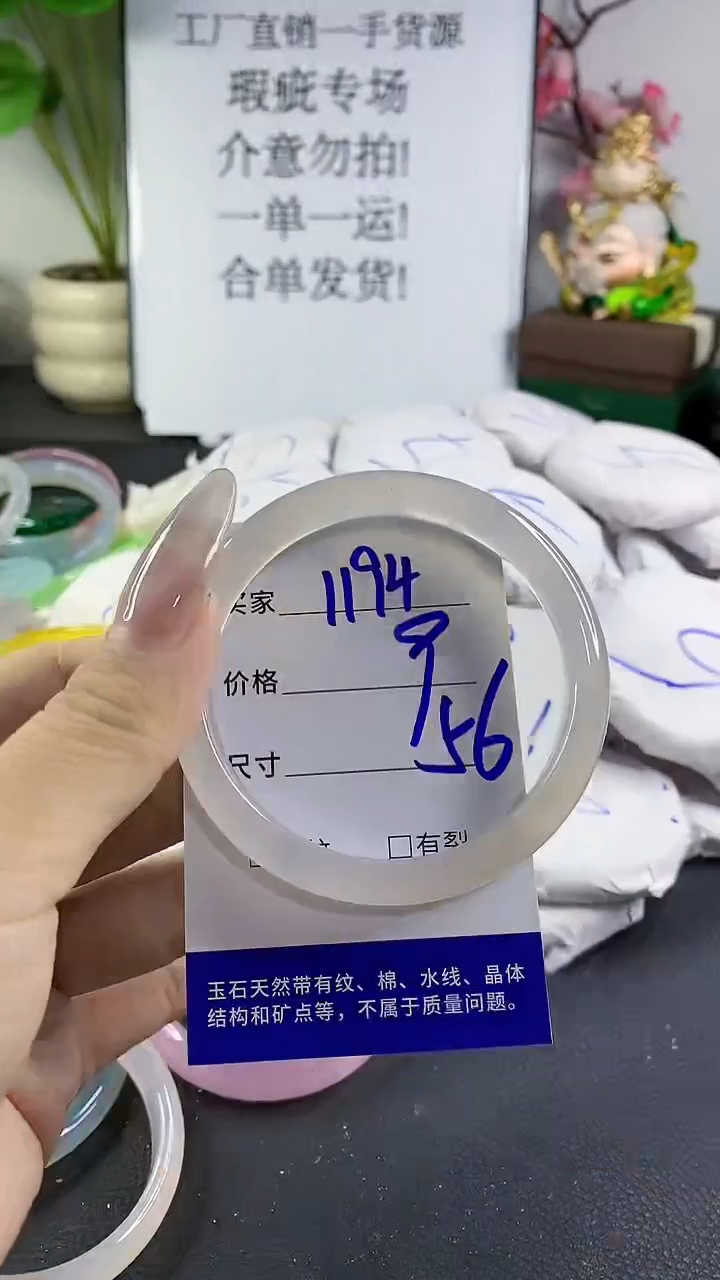 工厂直销一手货源
瑕疵专场
介意勿拍!
一单一运!
合单发货!
买家 1194
价格
尺寸 56
□有裂
玉石天然带有纹、棉、水线、晶体
结构和矿点等，不属于质量问题。